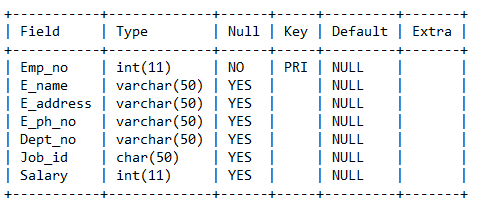 +-----------+-------------+------+-----+---------+-------+
| Field     | Type        | Null | Key | Default | Extra |
+-----------+-------------+------+-----+---------+-------+
| Emp_no    | int(11)     | NO   | PRI | NULL    |       |
| E_name    | varchar(50) | YES  |     | NULL    |       |
| E_address | varchar(50) | YES  |     | NULL    |       |
| E_ph_no   | varchar(50) | YES  |     | NULL    |       |
| Dept_no   | varchar(50) | YES  |     | NULL    |       |
| Job_id    | char(50)    | YES  |     | NULL    |       |
| Salary    | int(11)     | YES  |     | NULL    |       |
+-----------+-------------+------+-----+---------+-------+